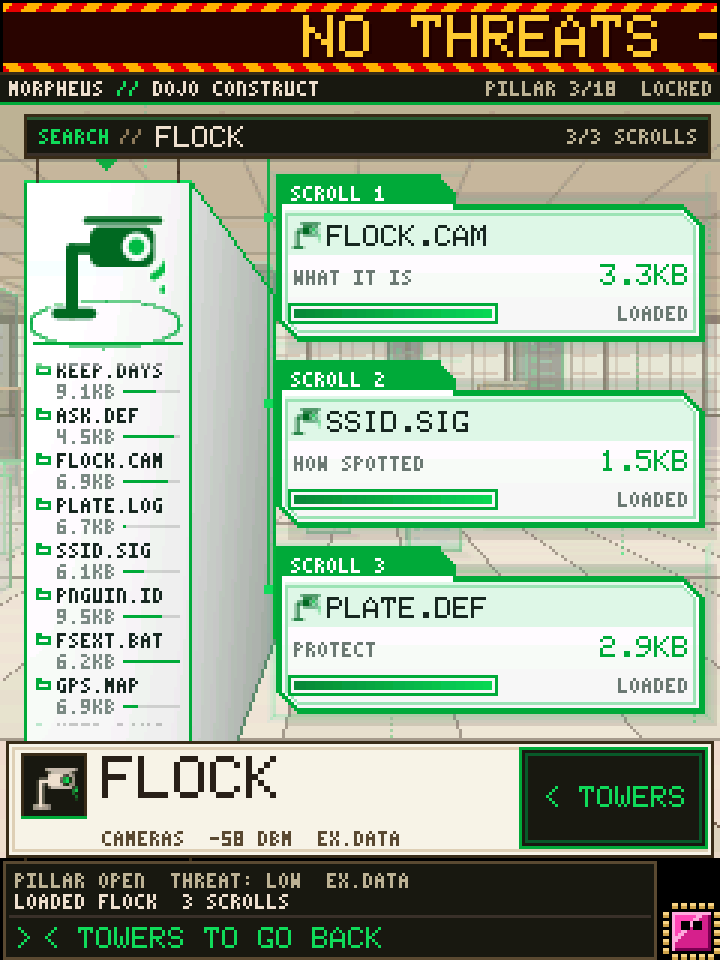 NO THREATS -
MORPHEUS // DOJO CONSTRUCT PILLAR 3/18 LOCKED
SEARCH // FLOCK 3/3 SCROLLS
SCROLL 1
FLOCK.CAM
WHAT IT IS 3.3KB
LOADED
SCROLL 2
SSID.SIG
HOW SPOTTED 1.5KB
LOADED
SCROLL 3
PLATE.DEF
PROTECT 2.9KB
LOADED
KEEP.DAYS
9.1KB
ASK.DEF
4.5KB
FLOCK.CAM
6.9KB
PLATE.LOG
6.7KB
SSID.SIG
6.1KB
PNGUIN.ID
9.5KB
FSEXT.BAT
6.2KB
GPS.MAP
6.9KB
FLOCK
CAMERAS -58 DBM EX.DATA
< TOWERS
PILLAR OPEN THREAT: LOW EX.DATA
LOADED FLOCK 3 SCROLLS
> < TOWERS TO GO BACK